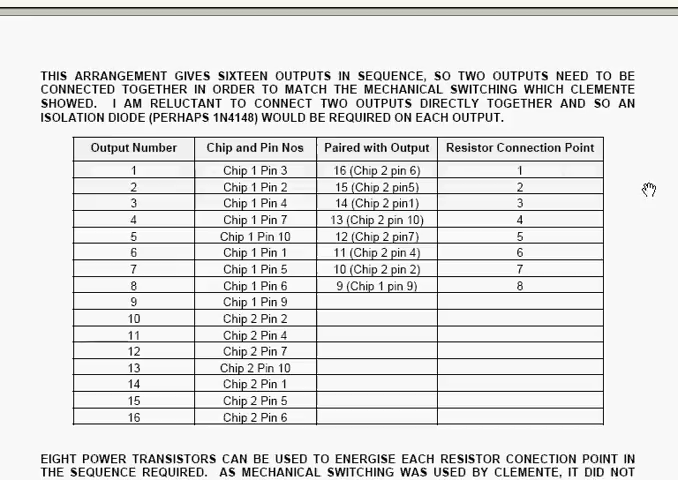 THIS ARRANGEMENT GIVES SIXTEEN OUTPUTS IN SEQUENCE, SO TWO OUTPUTS NEED TO BE
CONNECTED TOGETHER IN ORDER TO MATCH THE MECHANICAL SWITCHING WHICH CLEMENTE
SHOWED. I AM RELUCTANT TO CONNECT TWO OUTPUTS DIRECTLY TOGETHER AND SO AN
ISOLATION DIODE (PERHAPS 1N4148) WOULD BE REQUIRED ON EACH OUTPUT.
Output Number Chip and Pin Nos Paired with Output Resistor Connection Point
1 Chip 1 Pin 3 16 (Chip 2 pin 6) 1
2 Chip 1 Pin 2 15 (Chip 2 pin5) 2
3 Chip 1 Pin 4 14 (Chip 2 pin1) 3
4 Chip 1 Pin 7 13 (Chip 2 pin 10) 4
5 Chip 1 Pin 10 12 (Chip 2 pin7) 5
6 Chip 1 Pin 1 11 (Chip 2 pin 4) 6
7 Chip 1 Pin 5 10 (Chip 2 pin 2) 7
8 Chip 1 Pin 6 9 (Chip 1 pin 9) 8
9 Chip 1 Pin 9
10 Chip 2 Pin 2
11 Chip 2 Pin 4
12 Chip 2 Pin 7
13 Chip 2 Pin 10
14 Chip 2 Pin 1
15 Chip 2 Pin 5
16 Chip 2 Pin 6
EIGHT POWER TRANSISTORS CAN BE USED TO ENERGISE EACH RESISTOR CONECTION POINT IN
THE SEQUENCE REQUIRED. AS MECHANICAL SWITCHING WAS USED BY CLEMENTE, IT DID NOT